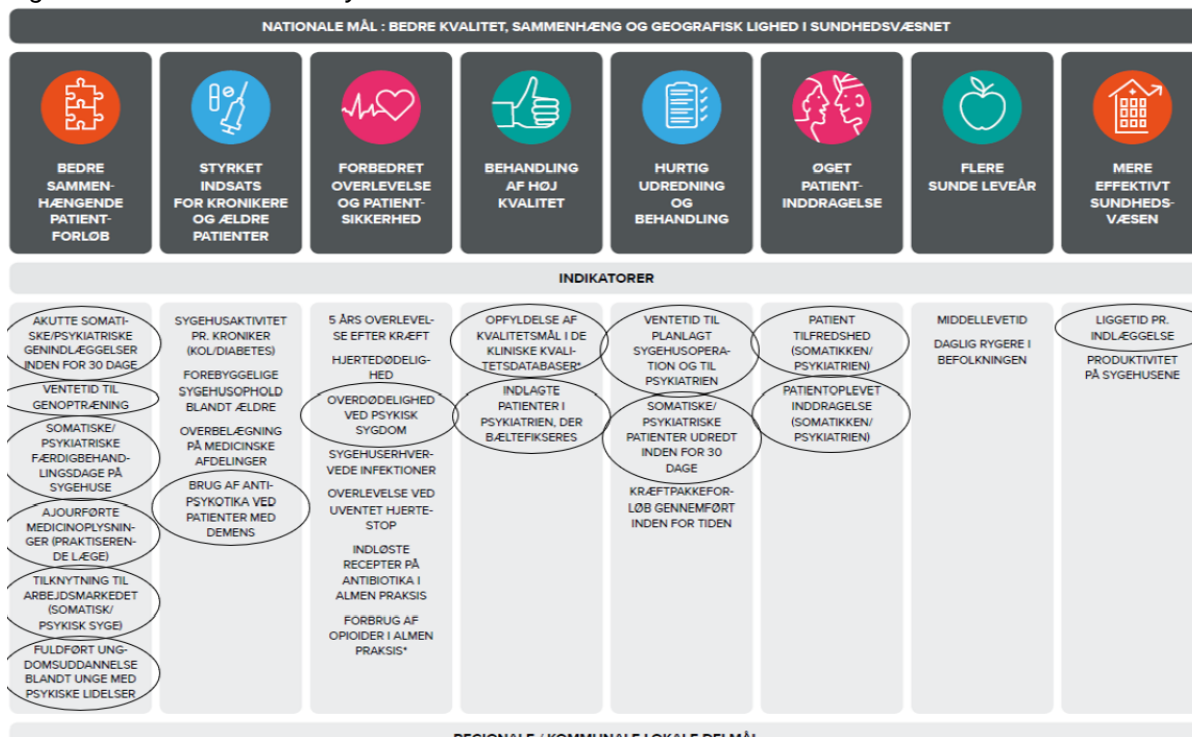 NATIONALE MÅL : BEDRE KVALITET, SAMMENHÆNG OG GEOGRAFISK LIGHED I SUNDHEDSVÆSNET
BEDRE
SAMMEN-
HÆNGENDE
PATIENT-
FORLØB
STYRKET
INDSATS
FOR KRONIKERE
OG ÆLDRE
PATIENTER
FORBEDRET
OVERLEVELSE
OG PATIENT-
SIKKERHED
BEHANDLING
AF HØJ
KVALITET
HURTIG
UDREDNING
OG
BEHANDLING
ØGET
PATIENT-
INDDRAGELSE
FLERE
SUNDE LEVEÅR
MERE
EFFEKTIVT
SUNDHEDS-
VÆSEN
INDIKATORER
AKUTTE SOMATI-
SKE/PSYKIATRISKE
GENINDLÆGGELSER
INDEN FOR 30 DAGE
VENTETID TIL
GENOPTRÆNING
SOMATISKE/
PSYKIATRISKE
FÆRDIGBEHAND-
LINGSDAGE PÅ
SYGEHUSE
AJOURFØRTE
MEDICINOPLYSNIN-
GER (PRAKTISEREN-
DE LÆGE)
TILKNYTNING TIL
ARBEJDSMARKEDET
(SOMATISK/
PSYKISK SYGE)
FULDFØRT UNG-
DOMSUDDANNELSE
BLANDT UNGE MED
PSYKISKE LIDELSER
SYGEHUSAKTIVITET
PR. KRONIKER
(KOL/DIABETES)
FOREBYGGELIGE
SYGEHUSOPHOLD
BLANDT ÆLDRE
OVERBELÆGNING
PÅ MEDICINSKE
AFDELINGER
BRUG AF ANTI-
PSYKOTIKA VED
PATIENTER MED
DEMENS
5 ÅRS OVERLEVEL-
SE EFTER KRÆFT
HJERTEDØDELIG-
HED
OVERDØDELIGHED
VED PSYKISK
SYGDOM
SYGEHUSERHVER-
VEDE INFEKTIONER
OVERLEVELSE VED
UVENTET HJERTE-
STOP
INDLØSTE
RECEPTER PÅ
ANTIBIOTIKA I
ALMEN PRAKSIS
FORBRUG AF
OPIOIDER I ALMEN
PRAKSIS*
OPFYLDELSE AF
KVALITETSMÅL I DE
KLINISKE KVALI-
TETSDATABASER*
INDLAGTE
PATIENTER I
PSYKIATRIEN, DER
BÆLTEFIKSERES
VENTETID TIL
PLANLAGT
SYGEHUSOPERA-
TION OG TIL
PSYKIATRIEN
SOMATISKE/
PSYKIATRISKE
PATIENTER UDREDT
INDEN FOR 30
DAGE
KRÆFTPAKKEFOR-
LØB GENNEMFØRT
INDEN FOR TIDEN
PATIENT
TILFREDSHED
(SOMATIKKEN/
PSYKIATRIEN)
PATIENTOPLEVET
INDDRAGELSE
(SOMATIKKEN/
PSYKIATRIEN)
MIDDELLEVETID
DAGLIG RYGERE I
BEFOLKNINGEN
LIGGETID PR.
INDLÆGGELSE
PRODUKTIVITET
PÅ SYGEHUSENE
REGIONALE / KOMMUNALE LOKALE DELMÅL